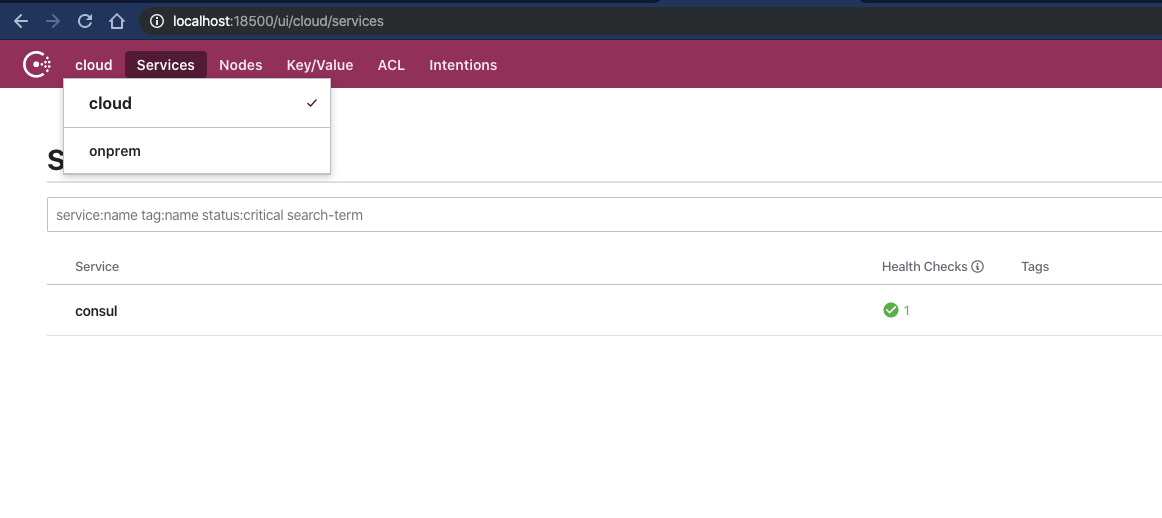 localhost:18500/ui/cloud/services
cloud Services Nodes Key/Value ACL Intentions
cloud
onprem
S
service:name tag:name status:critical search-term
Service Health Checks Tags
consul 1